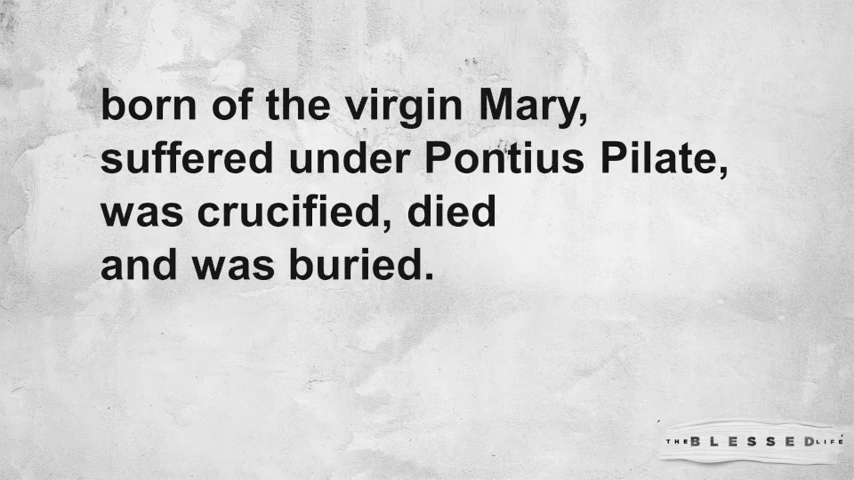 born of the virgin Mary,
suffered under Pontius Pilate,
was crucified, died
and was buried.
THE BLESSED LIFE